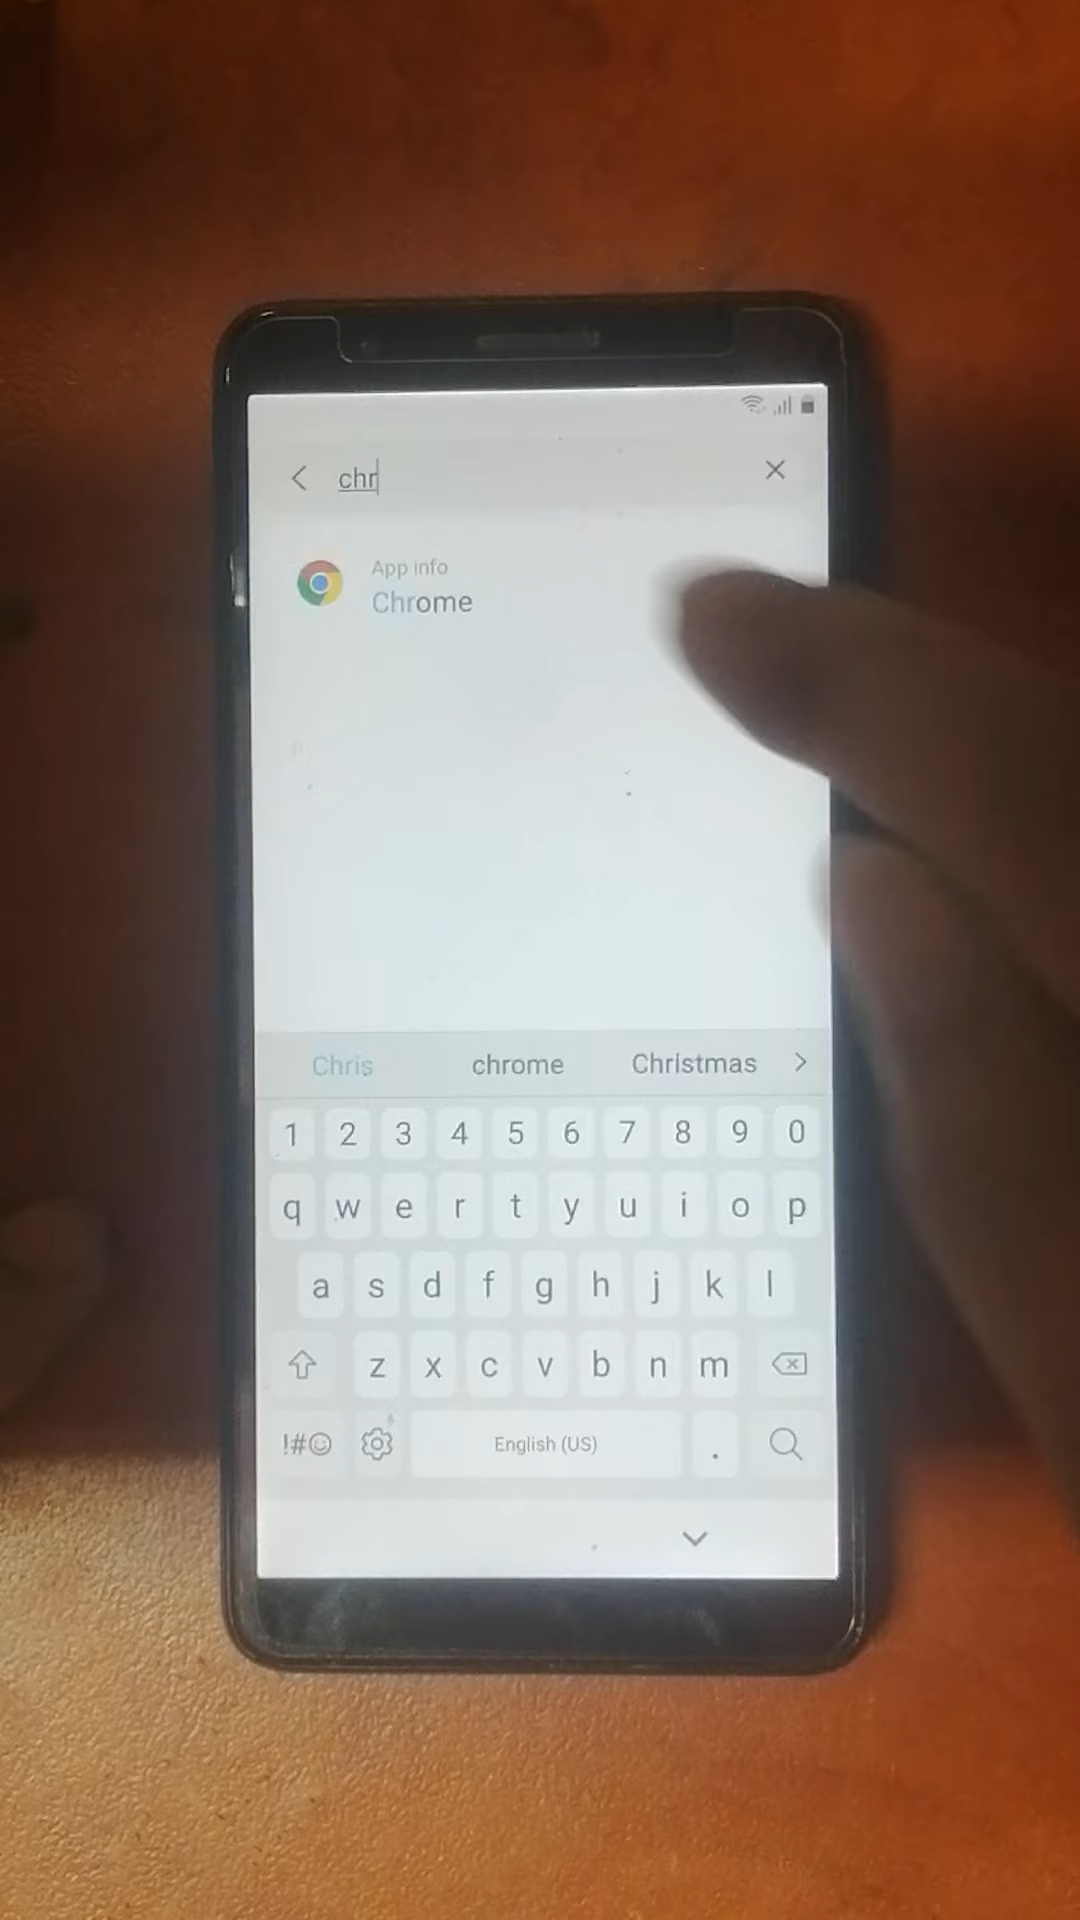 chr
App info
Chrome
Chris chrome Christmas
1 2 3 4 5 6 7 8 9 0
q w e r t y u i o p
a s d f g h j k l
z x c v b n m
!#☺ English (US) .